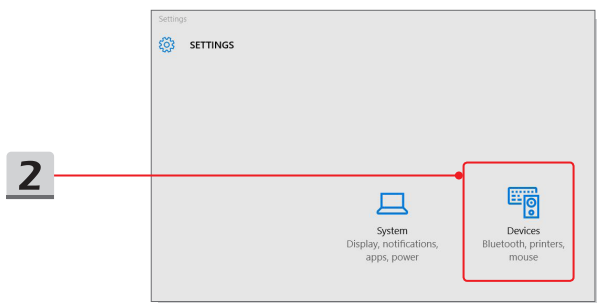 Settings
SETTINGS
2
System
Display, notifications,
apps, power
Devices
Bluetooth, printers,
mouse